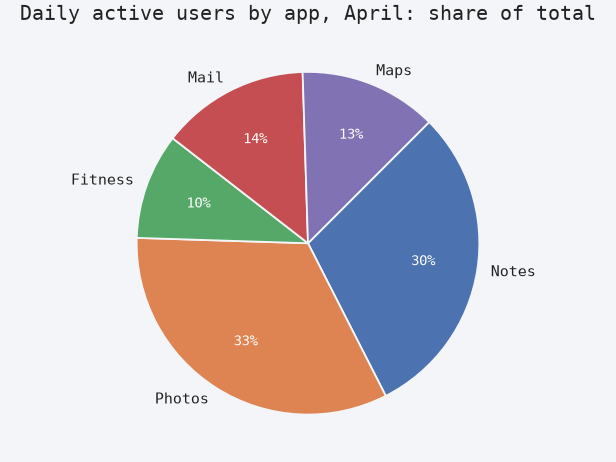 Daily active users by app, April: share of total
Maps
Mail
13%
14%
Fitness
10%
30%
Notes
33%
Photos